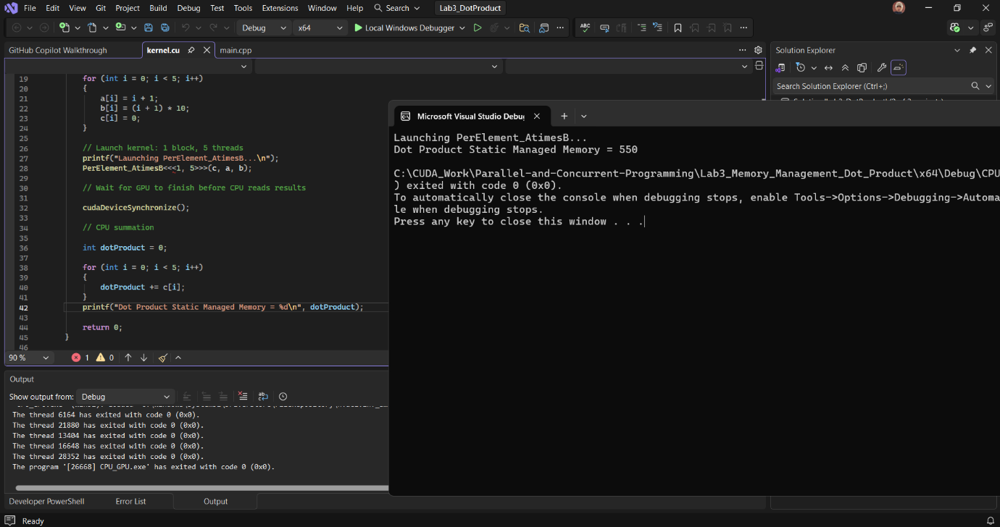 File Edit View Git Project Build Debug Test Tools Extensions Window Help Search Lab3_DotProduct
Debug x64 Local Windows Debugger
GitHub Copilot Walkthrough kernel.cu main.cpp
19 for (int i = 0; i < 5; i++)
20 {
21 a[i] = i + 1;
22 b[i] = (i + 1) * 10;
23 c[i] = 0;
24 }
25
26 // Launch kernel: 1 block, 5 threads
27 printf("Launching PerElement_AtimesB...\n");
28 PerElement_AtimesB<<<1, 5>>>(c, a, b);
29
30 // Wait for GPU to finish before CPU reads results
31
32 cudaDeviceSynchronize();
33
34 // CPU summation
35
36 int dotProduct = 0;
37
38 for (int i = 0; i < 5; i++)
39 {
40 dotProduct += c[i];
41 }
42 printf("Dot Product Static Managed Memory = %d\n", dotProduct);
43
44 return 0;
45 }
46
90 % 1 0
Output
Show output from: Debug
The thread 6164 has exited with code 0 (0x0).
The thread 21880 has exited with code 0 (0x0).
The thread 13404 has exited with code 0 (0x0).
The thread 16648 has exited with code 0 (0x0).
The thread 28352 has exited with code 0 (0x0).
The program '[26668] CPU_GPU.exe' has exited with code 0 (0x0).
Developer PowerShell Error List Output
Ready
Solution Explorer
Search Solution Explorer (Ctrl+;)
Microsoft Visual Studio Debug
Launching PerElement_AtimesB...
Dot Product Static Managed Memory = 550
C:\CUDA_Work\Parallel-and-Concurrent-Programming\Lab3_Memory_Management_Dot_Product\x64\Debug\CPU
) exited with code 0 (0x0).
To automatically close the console when debugging stops, enable Tools->Options->Debugging->Automa
le when debugging stops.
Press any key to close this window . . .